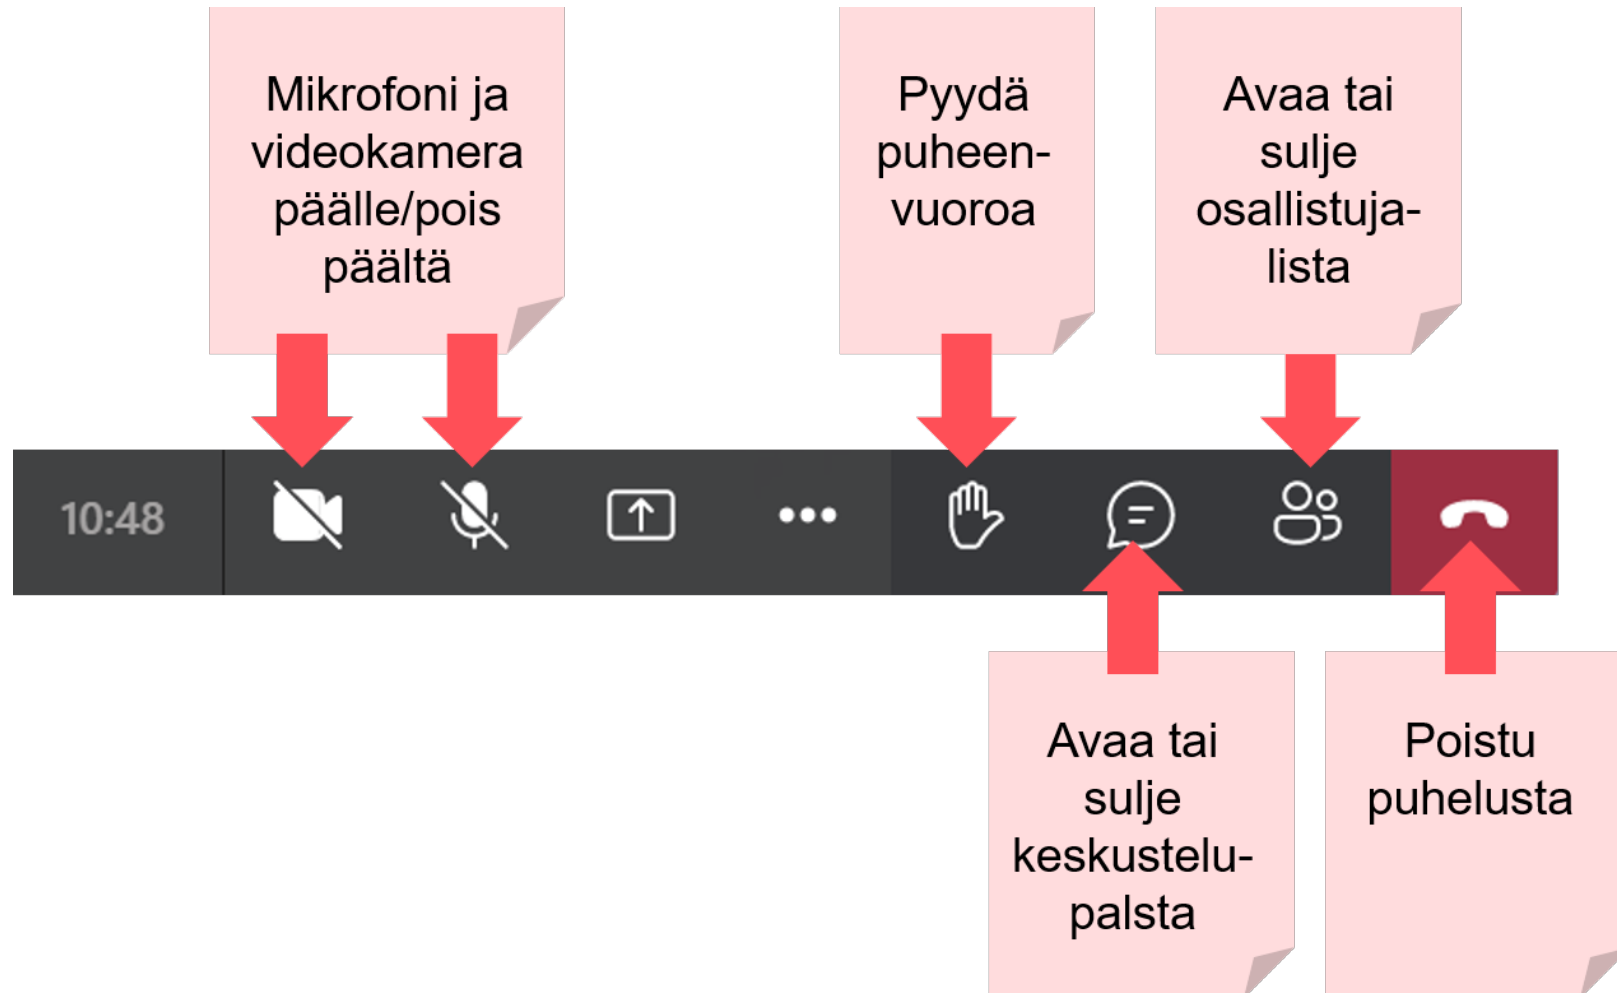 Mikrofoni ja
videokamera
päälle/pois
päältä
Pyydä
puheen-
vuoroa
Avaa tai
sulje
osallistuja-
lista
10:48
Avaa tai
sulje
keskustelu-
palsta
Poistu
puhelusta